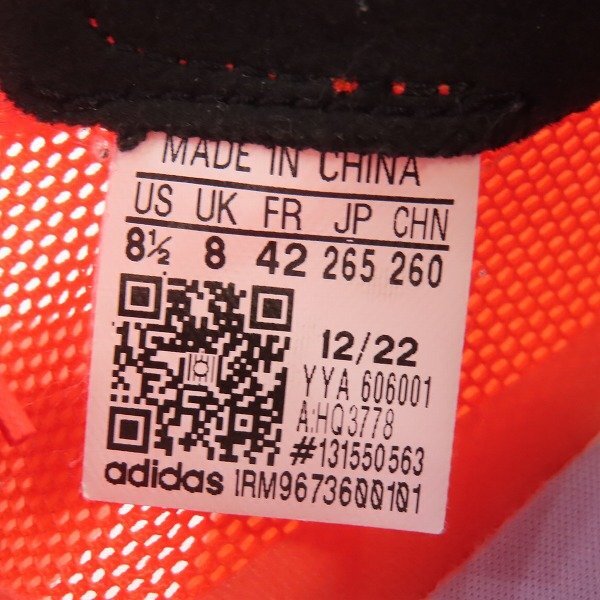 MADE IN CHINA
US UK FR JP CHN
8½ 8 42 265 260
12/22
YYA 606001
A:HQ3778
#131550563
adidas 1RM9673600101